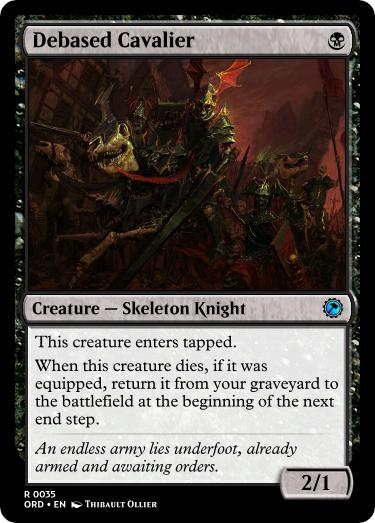 Debased Cavalier
Creature — Skeleton Knight
This creature enters tapped.
When this creature dies, if it was
equipped, return it from your graveyard to
the battlefield at the beginning of the next
end step.
An endless army lies underfoot, already
armed and awaiting orders.
2/1
R 0035
ORD • EN Thibault Ollier